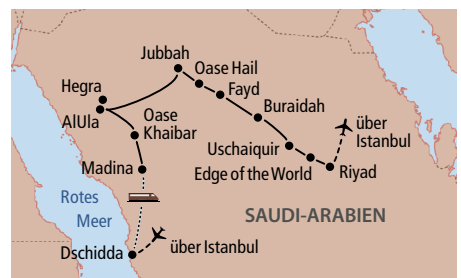 Jubbah
Oase Hail
Hegra
Fayd
AlUla
Oase
Khaibar
Buraidah
über
Istanbul
Uschaiquir
Madina
Edge of the World
Riyad
Rotes
Meer
SAUDI-ARABIEN
Dschidda
über Istanbul